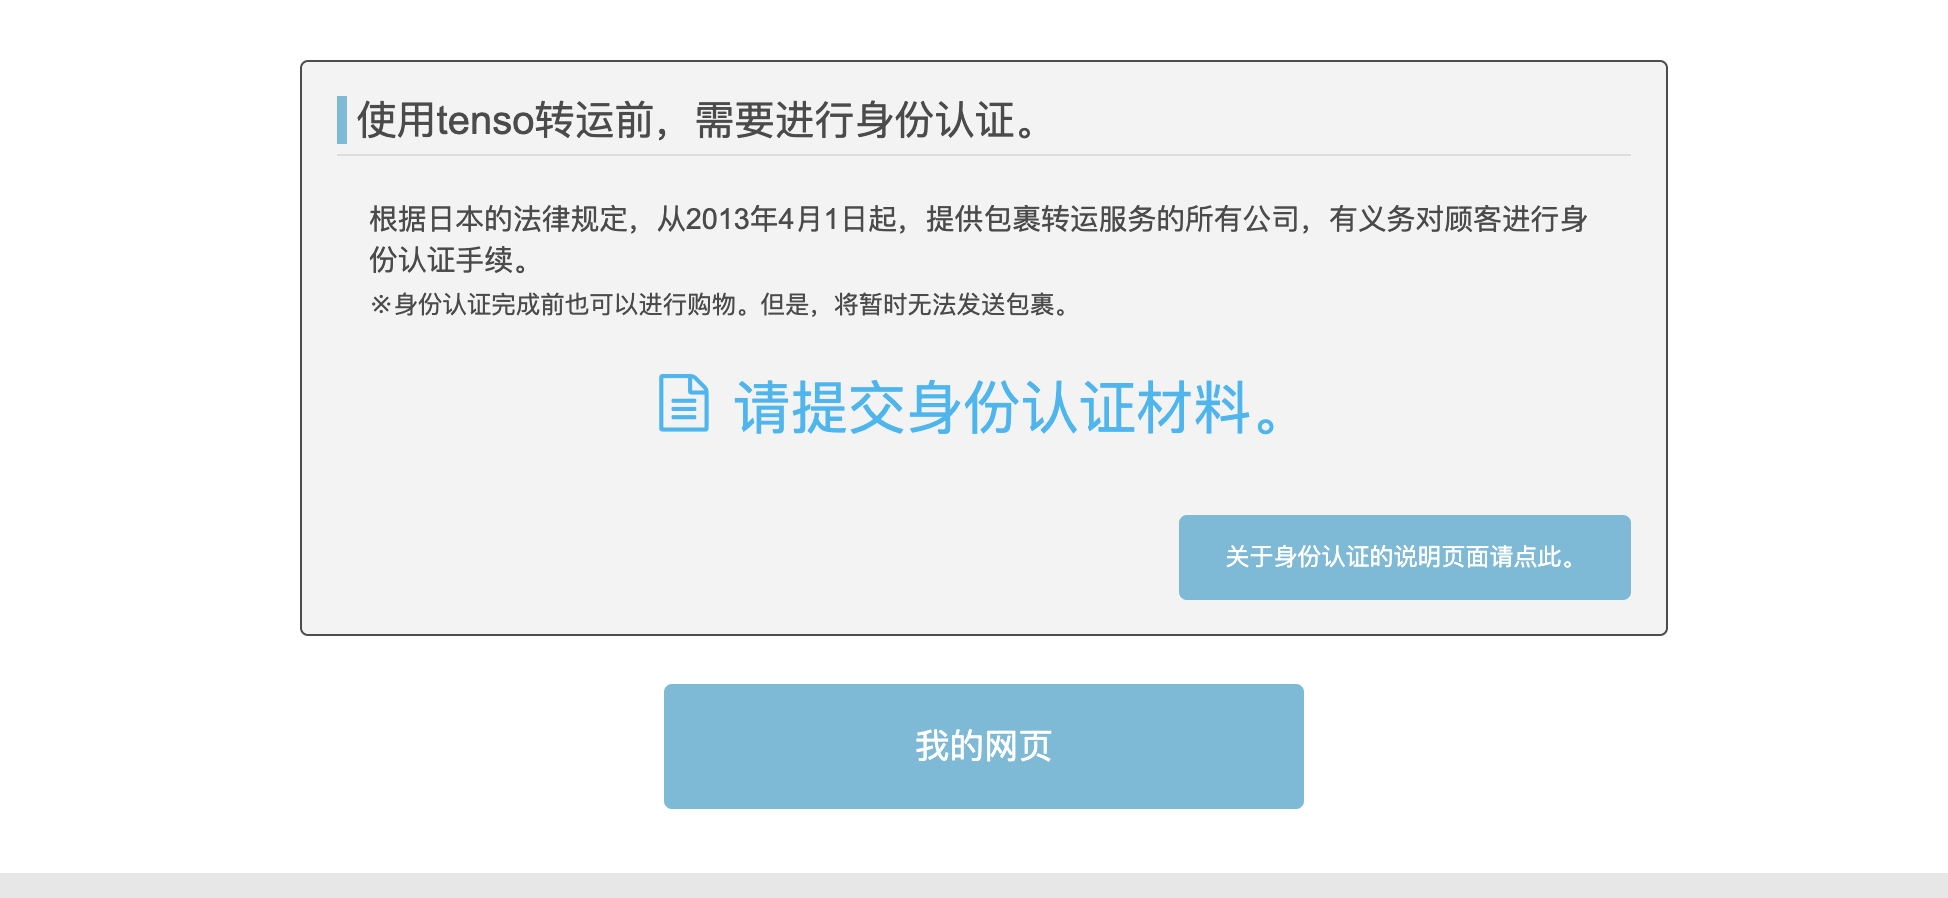 使用tenso转运前，需要进行身份认证。
根据日本的法律规定，从2013年4月1日起，提供包裹转运服务的所有公司，有义务对顾客进行身
份认证手续。
※身份认证完成前也可以进行购物。但是，将暂时无法发送包裹。
请提交身份认证材料。
关于身份认证的说明页面请点此。
我的网页